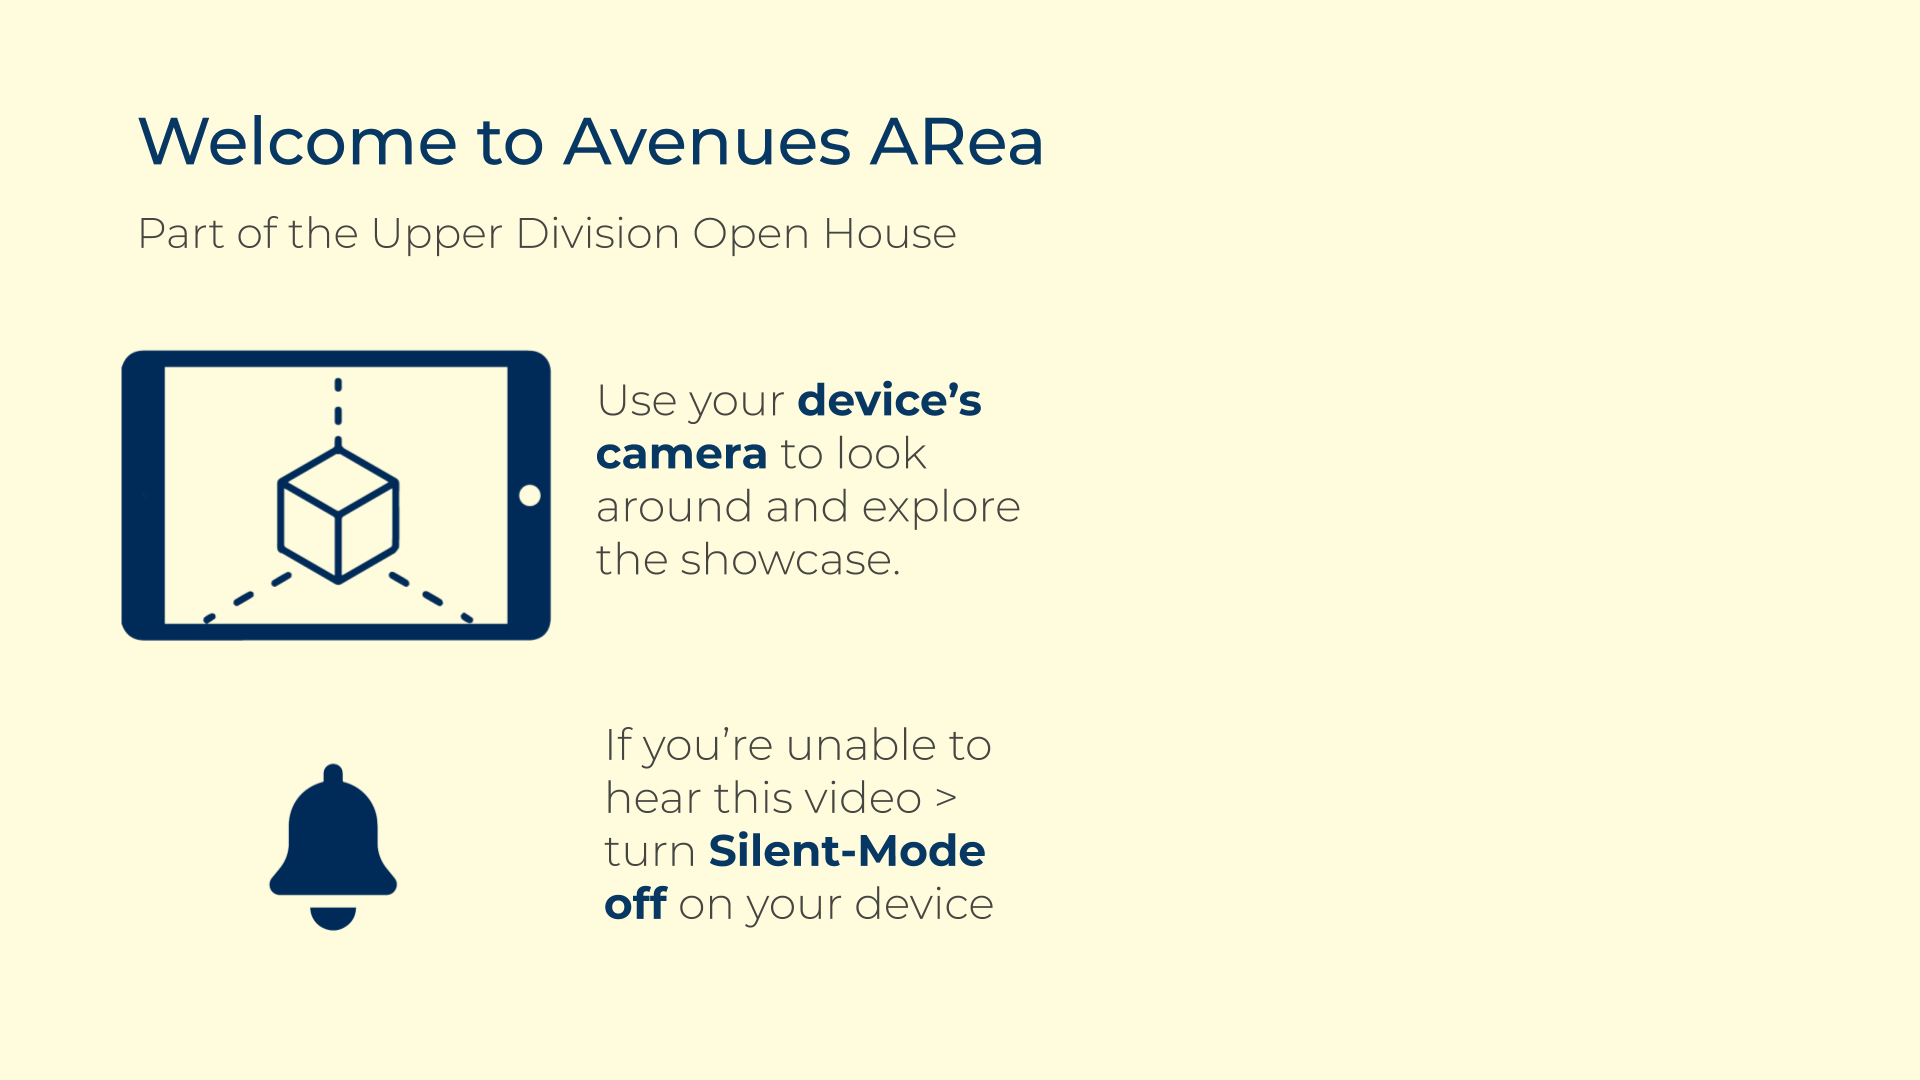 Welcome to Avenues ARea
Part of the Upper Division Open House
Use your device’s
camera to look
around and explore
the showcase.
If you’re unable to
hear this video >
turn Silent-Mode
off on your device